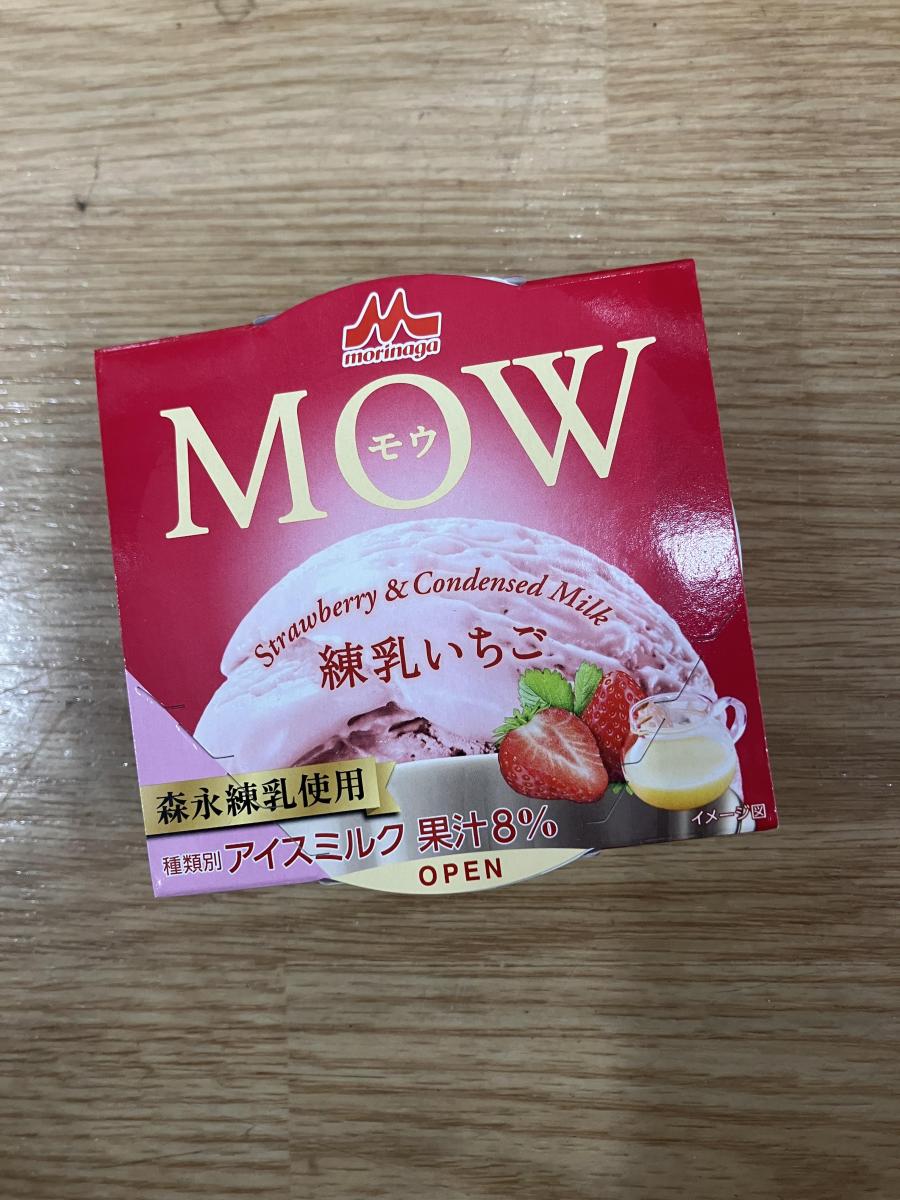 morinaga
MOW
モウ
Strawberry & Condensed Milk
練乳いちご
森永練乳使用
種類別 アイスミルク 果汁8%
イメージ図
OPEN